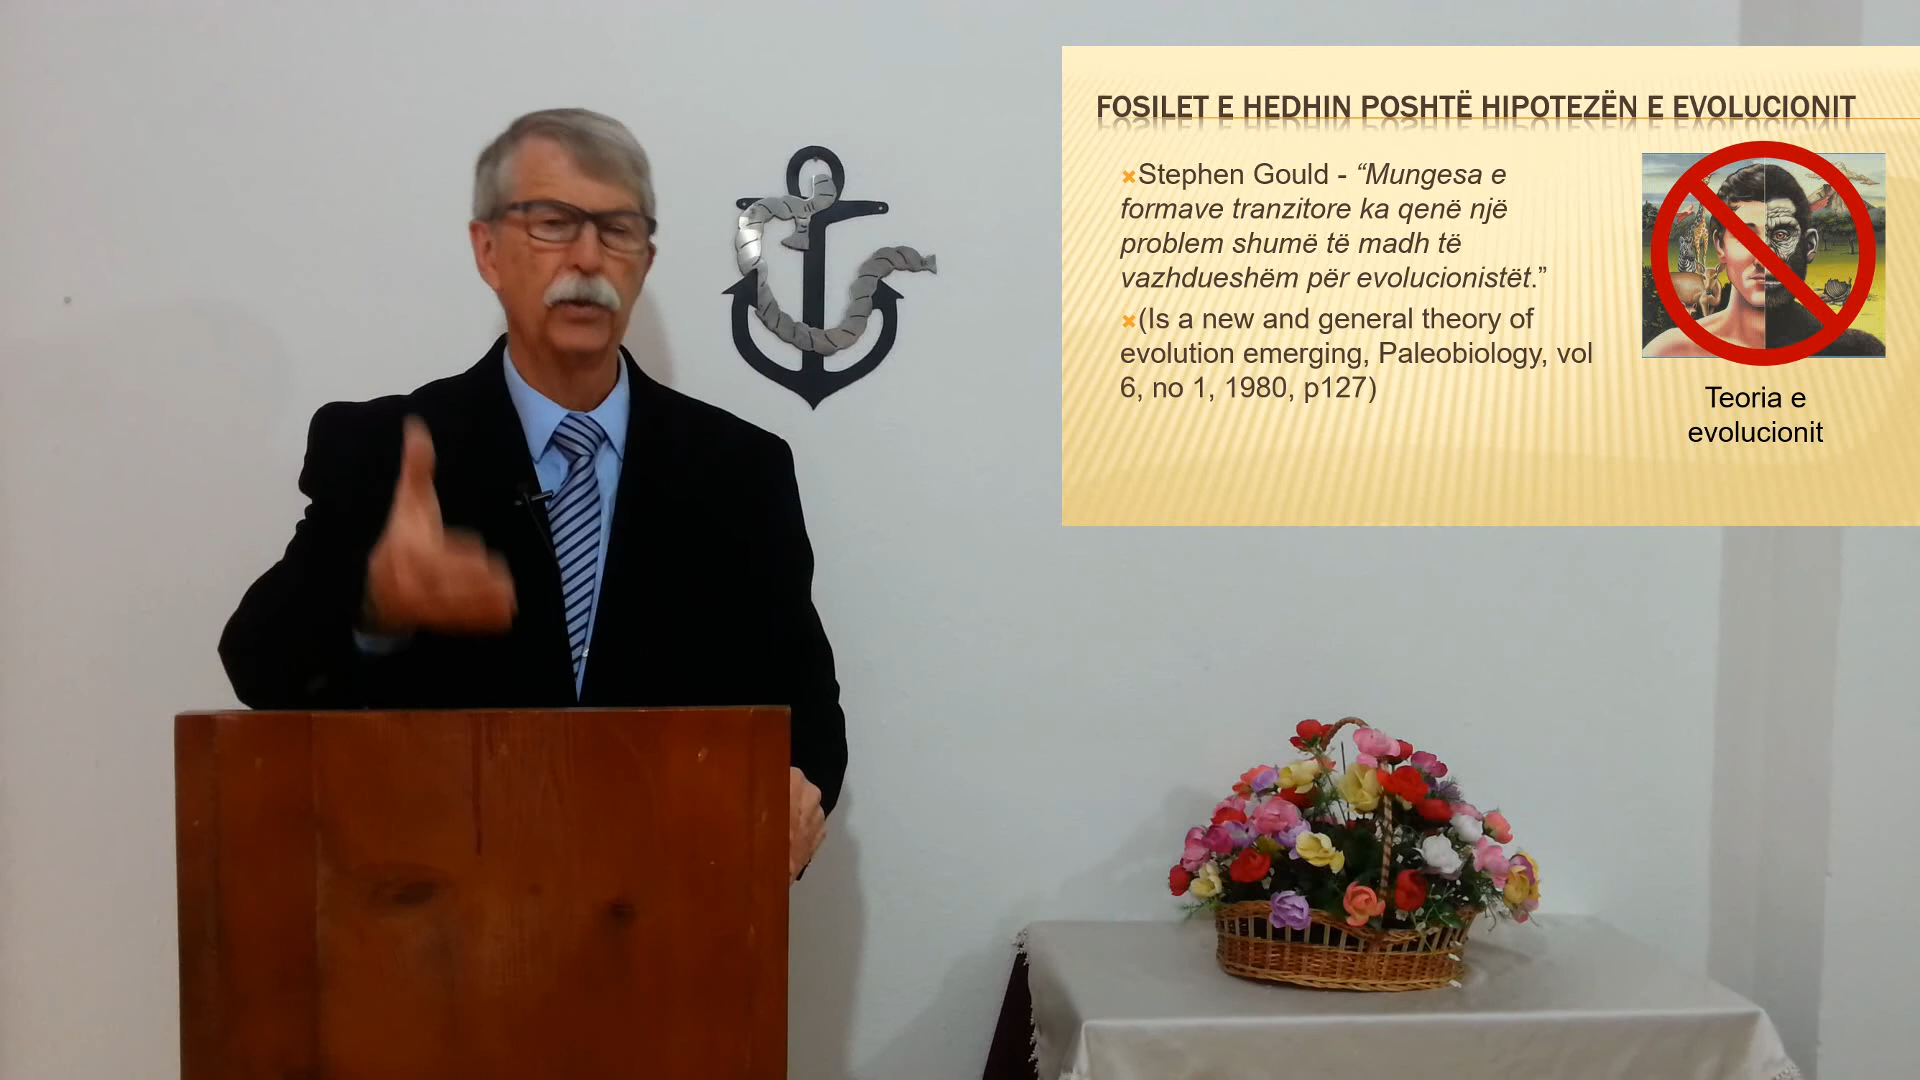 FOSILET E HEDHIN POSHTË HIPOTEZËN E EVOLUCIONIT
Stephen Gould - “Mungesa e
formave tranzitore ka qenë një
problem shumë të madh të
vazhdueshëm për evolucionistët.”
(Is a new and general theory of
evolution emerging, Paleobiology, vol
6, no 1, 1980, p127)
Teoria e
evolucionit